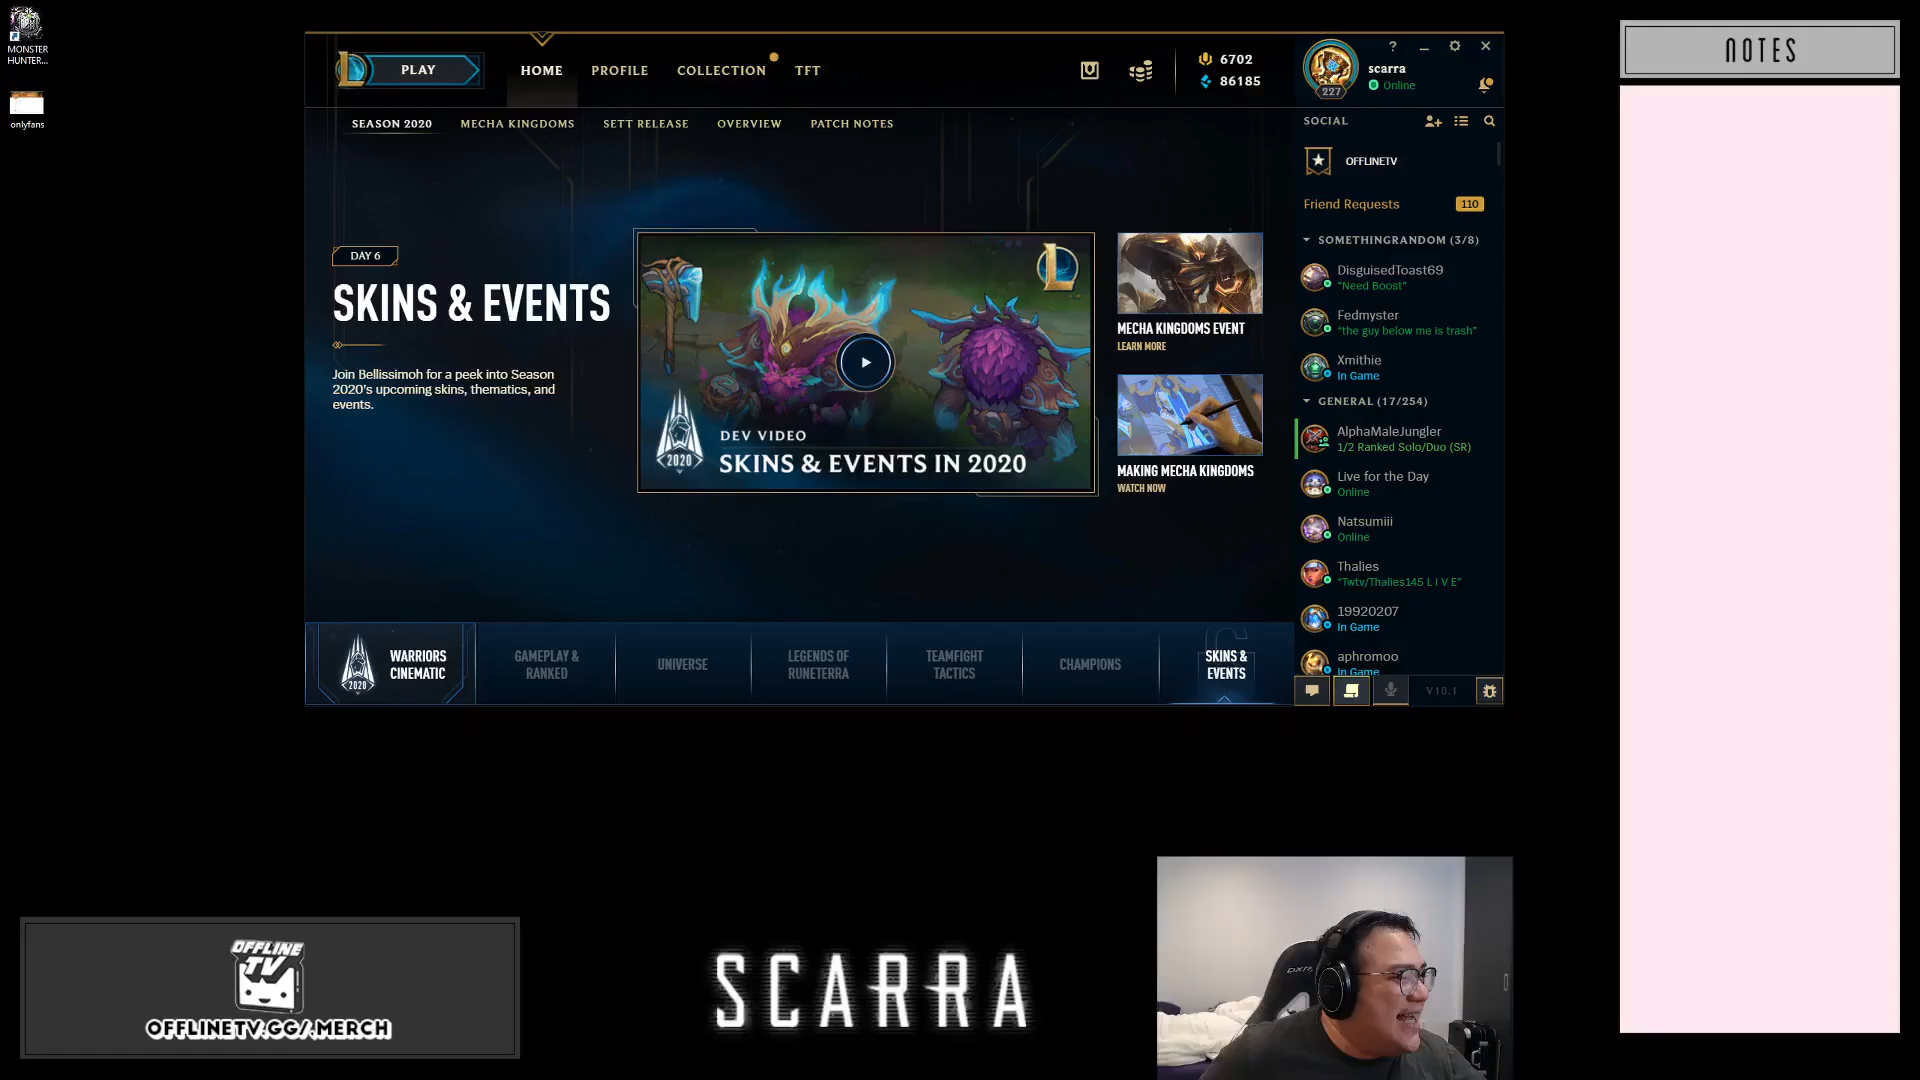 MONSTER
HUNTER...
onlyfans
PLAY
HOME
PROFILE
COLLECTION
TFT
6702
86185
227
scarra
Online
?
SEASON 2020
MECHA KINGDOMS
SETT RELEASE
OVERVIEW
PATCH NOTES
DAY 6
SKINS & EVENTS
Join Bellissimoh for a peek into Season
2020's upcoming skins, thematics, and
events.
2020
DEV VIDEO
SKINS & EVENTS IN 2020
MECHA KINGDOMS EVENT
LEARN MORE
MAKING MECHA KINGDOMS
WATCH NOW
2020
WARRIORS
CINEMATIC
GAMEPLAY &
RANKED
UNIVERSE
LEGENDS OF
RUNETERRA
TEAMFIGHT
TACTICS
CHAMPIONS
SKINS &
EVENTS
SOCIAL
OFFLINETV
Friend Requests
110
SOMETHINGRANDOM (3/8)
DisguisedToast69
"Need Boost"
Fedmyster
"the guy below me is trash"
Xmithie
In Game
GENERAL (17/254)
AlphaMaleJungler
1/2 Ranked Solo/Duo (SR)
Live for the Day
Online
Natsumiii
Online
Thalies
"Twtv/Thalies145 L I V E"
19920207
In Game
aphromoo
In Game
V10.1
NOTES
OFFLINE
TV
OFFLINETV.GG/.MERCH
SCARRA